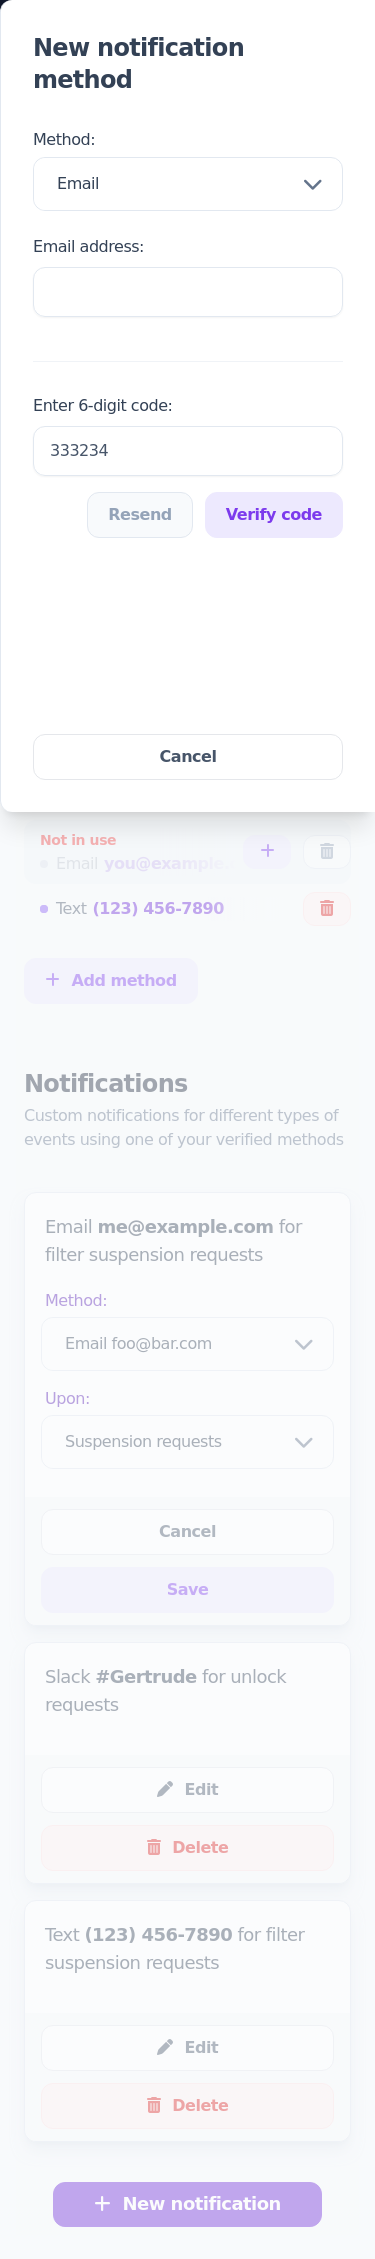 New notification
method
Method:
Email
Email address:
Enter 6-digit code:
333234
Resend
Verify code
Cancel
Not in use
Email you@example
Text (123) 456-7890
Add method
Notifications
Custom notifications for different types of
events using one of your verified methods
Email me@example.com for
filter suspension requests
Method:
Email foo@bar.com
Upon:
Suspension requests
Cancel
Save
Slack #Gertrude for unlock
requests
Edit
Delete
Text (123) 456-7890 for filter
suspension requests
Edit
Delete
New notification